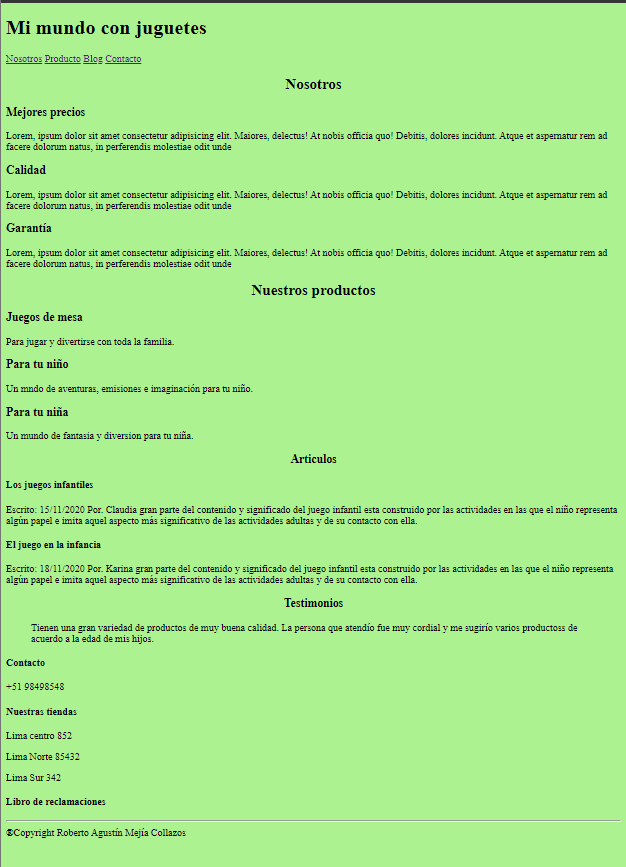 Mi mundo con juguetes
Nosotros Producto Blog Contacto
Nosotros
Mejores precios
Lorem, ipsum dolor sit amet consectetur adipisicing elit. Maiores, delectus! At nobis officia quo! Debitis, dolores incidunt. Atque et aspernatur rem ad
facere dolorum natus, in perferendis molestiae odit unde
Calidad
Lorem, ipsum dolor sit amet consectetur adipisicing elit. Maiores, delectus! At nobis officia quo! Debitis, dolores incidunt. Atque et aspernatur rem ad
facere dolorum natus, in perferendis molestiae odit unde
Garantía
Lorem, ipsum dolor sit amet consectetur adipisicing elit. Maiores, delectus! At nobis officia quo! Debitis, dolores incidunt. Atque et aspernatur rem ad
facere dolorum natus, in perferendis molestiae odit unde
Nuestros productos
Juegos de mesa
Para jugar y divertirse con toda la familia.
Para tu niño
Un mndo de aventuras, emisiones e imaginación para tu niño.
Para tu niña
Un mundo de fantasia y diversion para tu niña.
Articulos
Los juegos infantiles
Escrito: 15/11/2020 Por. Claudia gran parte del contenido y significado del juego infantil esta construido por las actividades en las que el niño representa
algún papel e imita aquel aspecto más significativo de las actividades adultas y de su contacto con ella.
El juego en la infancia
Escrito: 18/11/2020 Por. Karina gran parte del contenido y significado del juego infantil esta construido por las actividades en las que el niño representa
algún papel e imita aquel aspecto más significativo de las actividades adultas y de su contacto con ella.
Testimonios
Tienen una gran variedad de productos de muy buena calidad. La persona que atendío fue muy cordial y me sugirío varios productoss de
acuerdo a la edad de mis hijos.
Contacto
+51 98498548
Nuestras tiendas
Lima centro 852
Lima Norte 85432
Lima Sur 342
Libro de reclamaciones
®Copyright Roberto Agustín Mejía Collazos